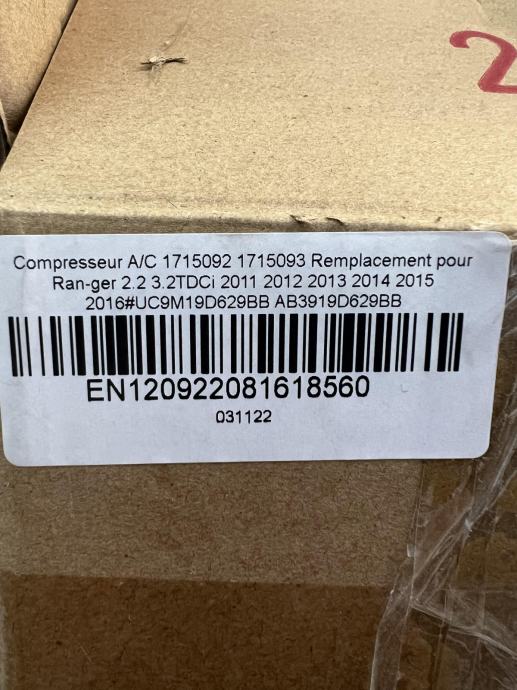 2
Compresseur A/C 1715092 1715093 Remplacement pour
Ran-ger 2.2 3.2TDCi 2011 2012 2013 2014 2015
2016#UC9M19D629BB AB3919D629BB
EN120922081618560
031122